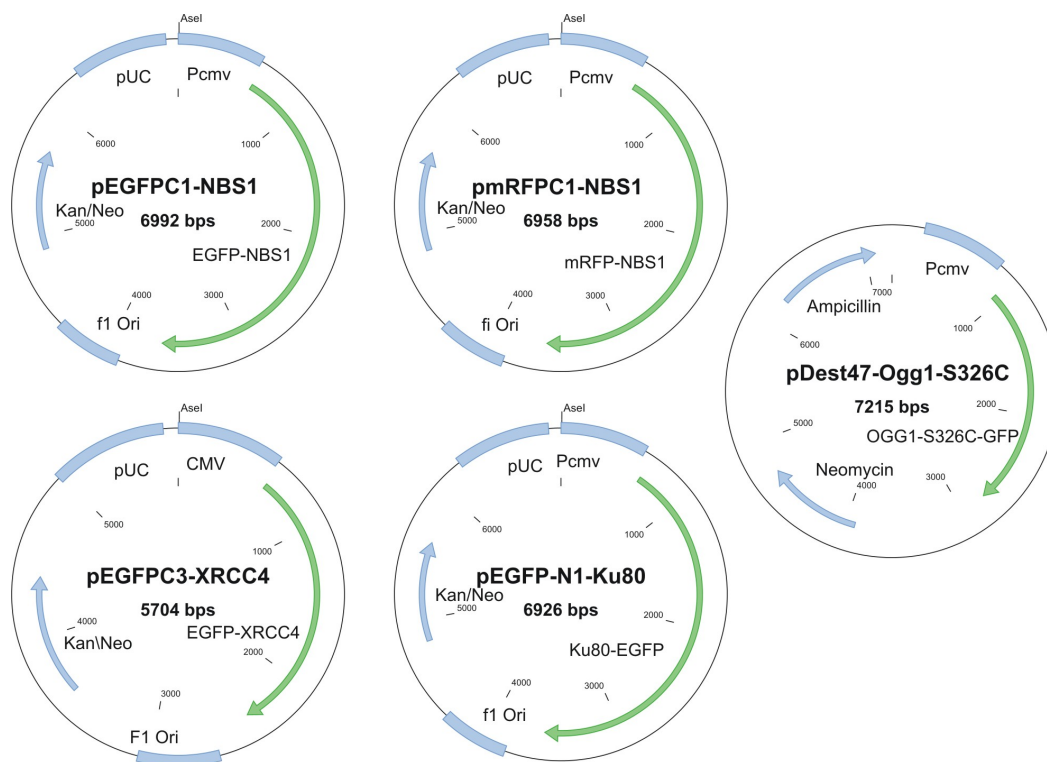 AseI
pUC
Pcmv
6000
1000
pEGFPC1-NBS1
6992 bps
Kan/Neo
5000
2000
EGFP-NBS1
4000
3000
f1 Ori
AseI
pUC
Pcmv
6000
1000
pmRFPC1-NBS1
6958 bps
Kan/Neo
5000
2000
mRFP-NBS1
4000
3000
fi Ori
Pcmv
7000
Ampicillin
1000
6000
pDest47-Ogg1-S326C
7215 bps
2000
5000
OGG1-S326C-GFP
Neomycin
4000
3000
AseI
pUC
CMV
5000
1000
pEGFPC3-XRCC4
5704 bps
4000
Kan\Neo
EGFP-XRCC4
2000
3000
F1 Ori
AseI
pUC
Pcmv
6000
1000
pEGFP-N1-Ku80
Kan/Neo
5000
6926 bps
2000
Ku80-EGFP
4000
3000
f1 Ori